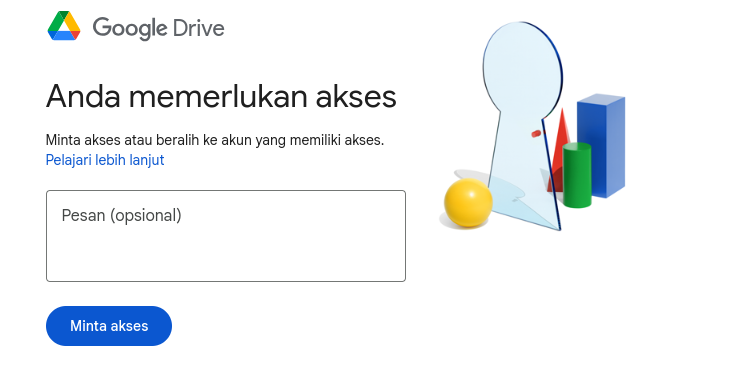 Google Drive
Anda memerlukan akses
Minta akses atau beralih ke akun yang memiliki akses.
Pelajari lebih lanjut
Pesan (opsional)
Minta akses